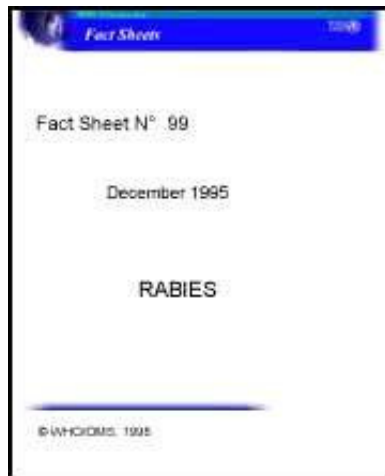 Fact Sheets
Fact Sheet N° 99
December 1995
RABIES
© WHO/OMS, 1995